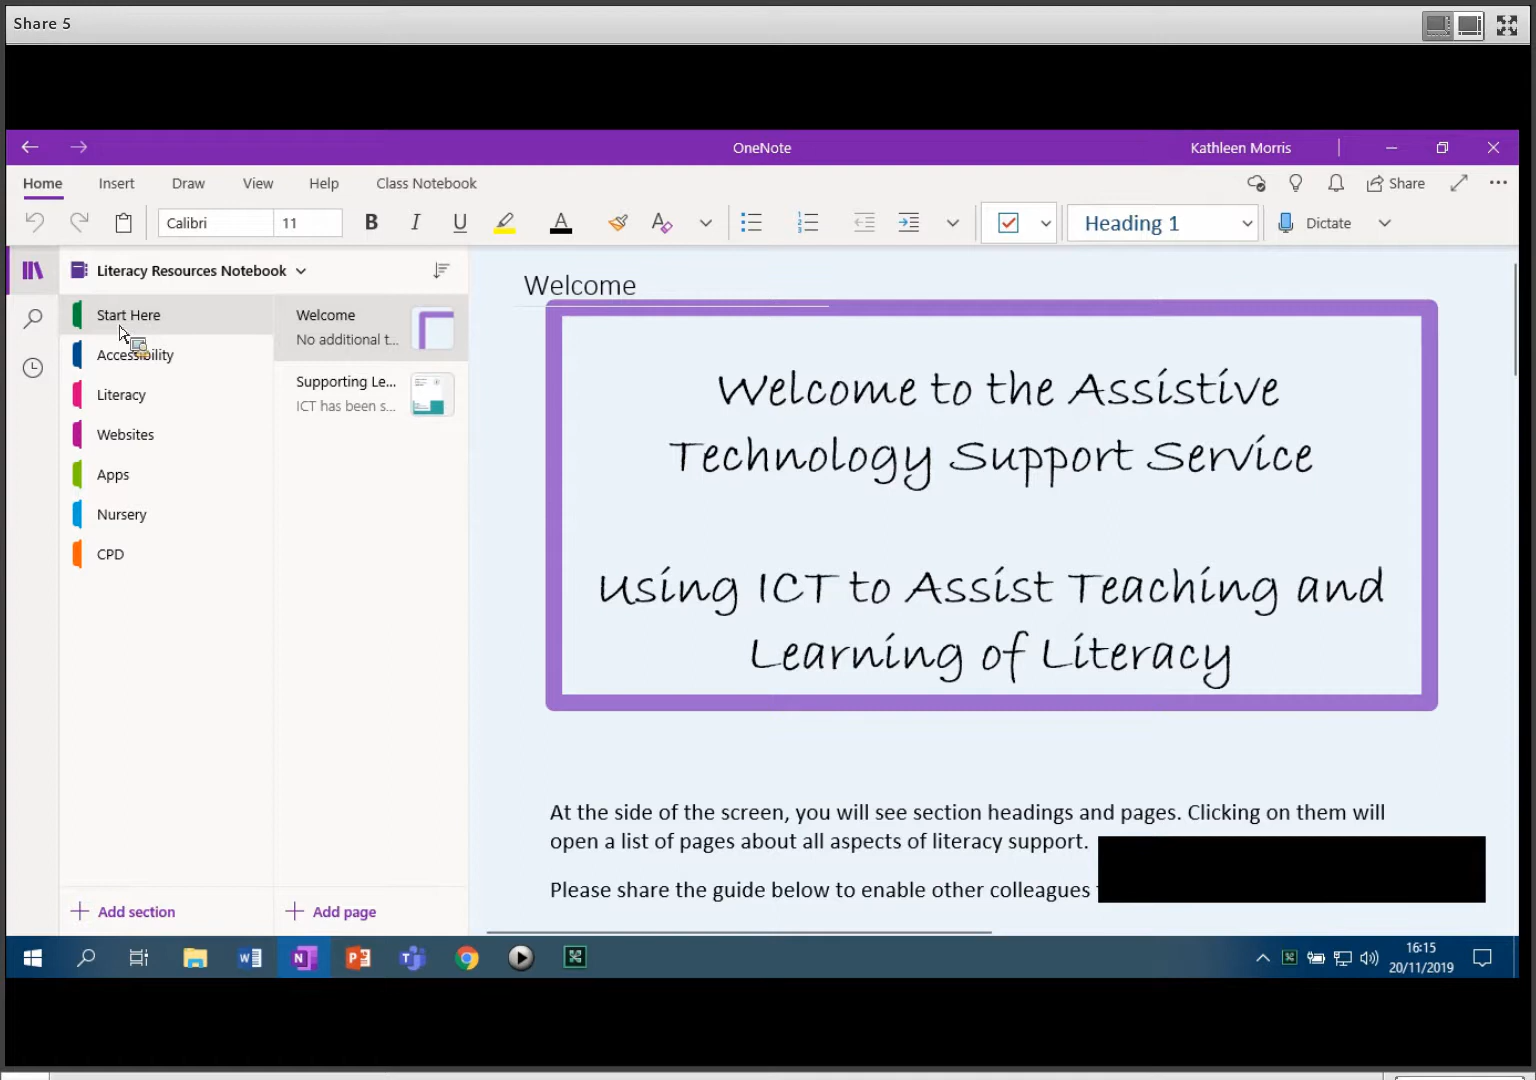 Share 5
OneNote
Kathleen Morris
Home Insert Draw View Help Class Notebook
Share
Calibri 11 B I U A Heading 1 Dictate
Literacy Resources Notebook
Start Here
Accessibility
Literacy
Websites
Apps
Nursery
CPD
Add section
Welcome
No additional t...
Supporting Le...
ICT has been s...
Add page
Welcome
Welcome to the Assistive
Technology Support Service
Using ICT to Assist Teaching and
Learning of Literacy
At the side of the screen, you will see section headings and pages. Clicking on them will
open a list of pages about all aspects of literacy support.
Please share the guide below to enable other colleagues
16:15
20/11/2019